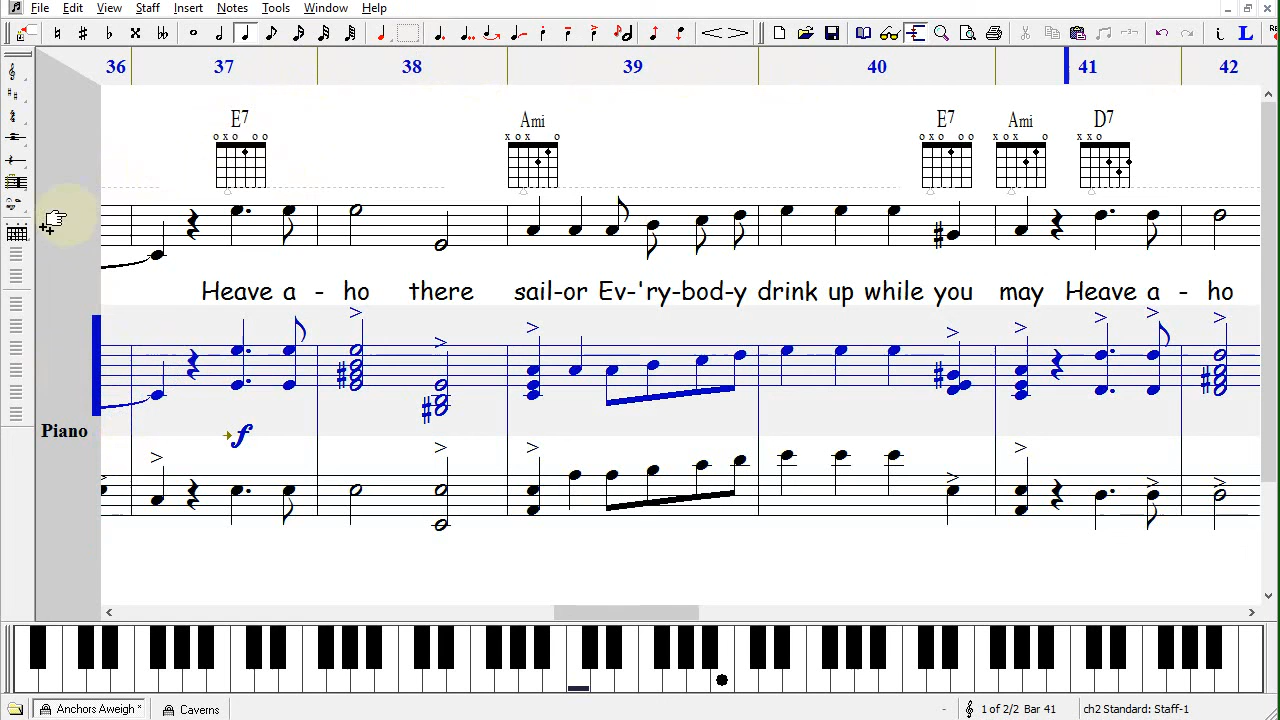 File Edit View Staff Insert Notes Tools Window Help
36 37 38 39 40 41 42
E7 Ami E7 Ami D7
o x o o o x o x o o x o o o x o x o x x o
Heave a - ho there sail-or Ev-'ry-bod-y drink up while you may Heave a - ho
f
Piano
Anchors Aweigh * Caverns - 1 of 2/2 Bar 41 ch2 Standard: Staff-1